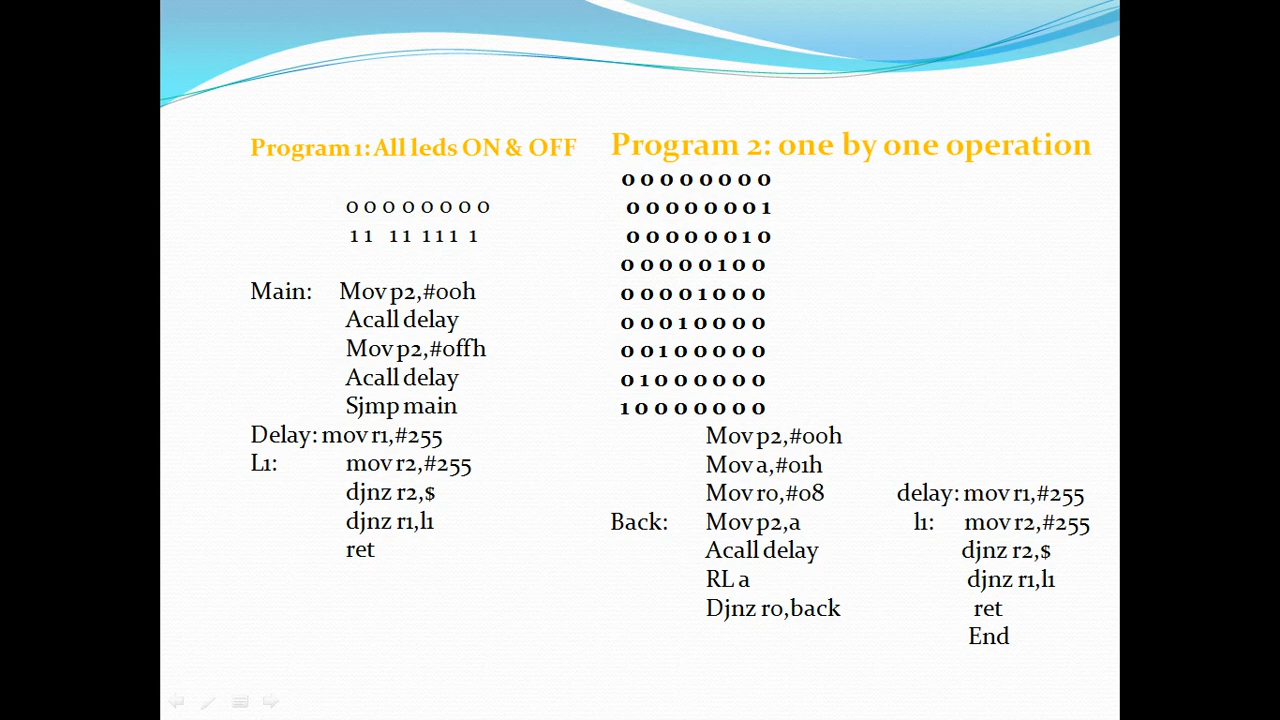 Program 1: All leds ON & OFF
0 0 0 0 0 0 0 0
1 1 1 1 1 1 1 1
Main: Mov p2,#00h
Acall delay
Mov p2,#0ffh
Acall delay
Sjmp main
Delay: mov r1,#255
L1: mov r2,#255
djnz r2,$
djnz r1,l1
ret
Program 2: one by one operation
0 0 0 0 0 0 0 0
0 0 0 0 0 0 0 1
0 0 0 0 0 0 1 0
0 0 0 0 0 1 0 0
0 0 0 0 1 0 0 0
0 0 0 1 0 0 0 0
0 0 1 0 0 0 0 0
0 1 0 0 0 0 0 0
1 0 0 0 0 0 0 0
Mov p2,#00h
Mov a,#01h
Mov r0,#08
Back: Mov p2,a
Acall delay
RL a
Djnz r0,back
delay: mov r1,#255
l1: mov r2,#255
djnz r2,$
djnz r1,l1
ret
End